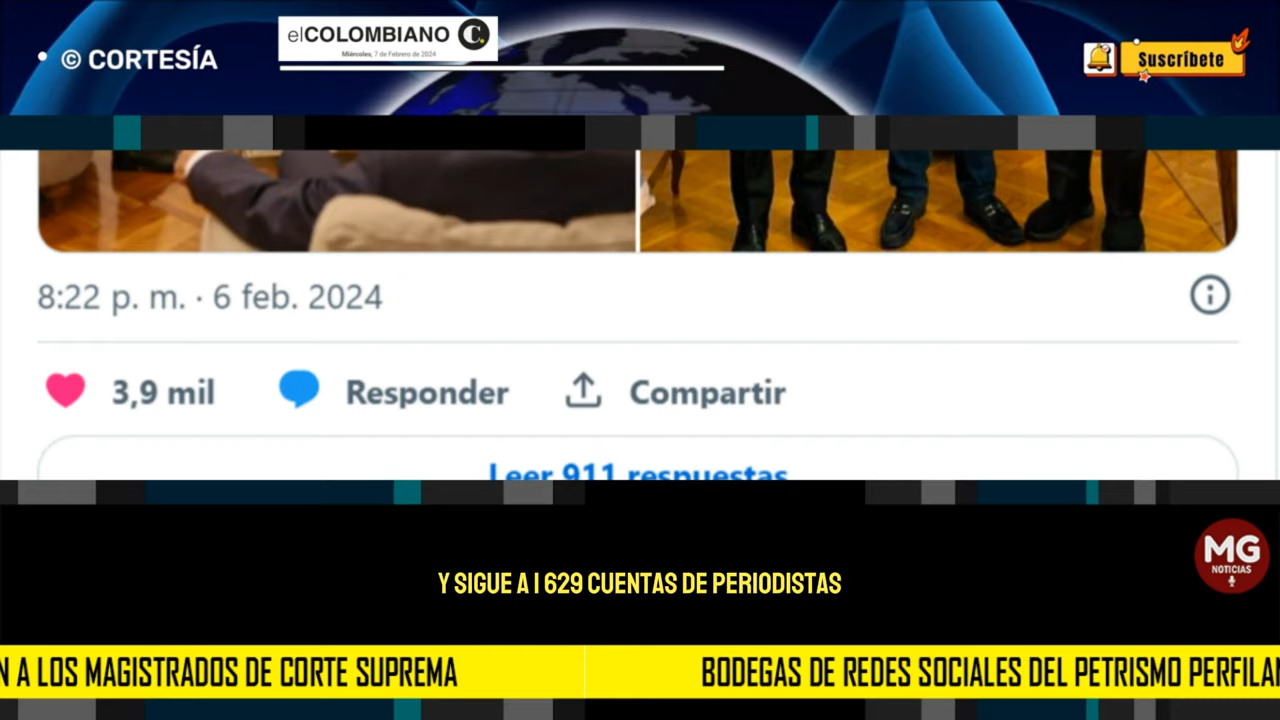 © CORTESÍA
elCOLOMBIANO
Miércoles, 7 de Febrero de 2024
Suscríbete
8:22 p. m. · 6 feb. 2024
3,9 mil
Responder
Compartir
Leer 911 respuestas
MG
NOTICIAS
Y SIGUE A I 629 CUENTAS DE PERIODISTAS
N A LOS MAGISTRADOS DE CORTE SUPREMA
BODEGAS DE REDES SOCIALES DEL PETRISMO PERFILA